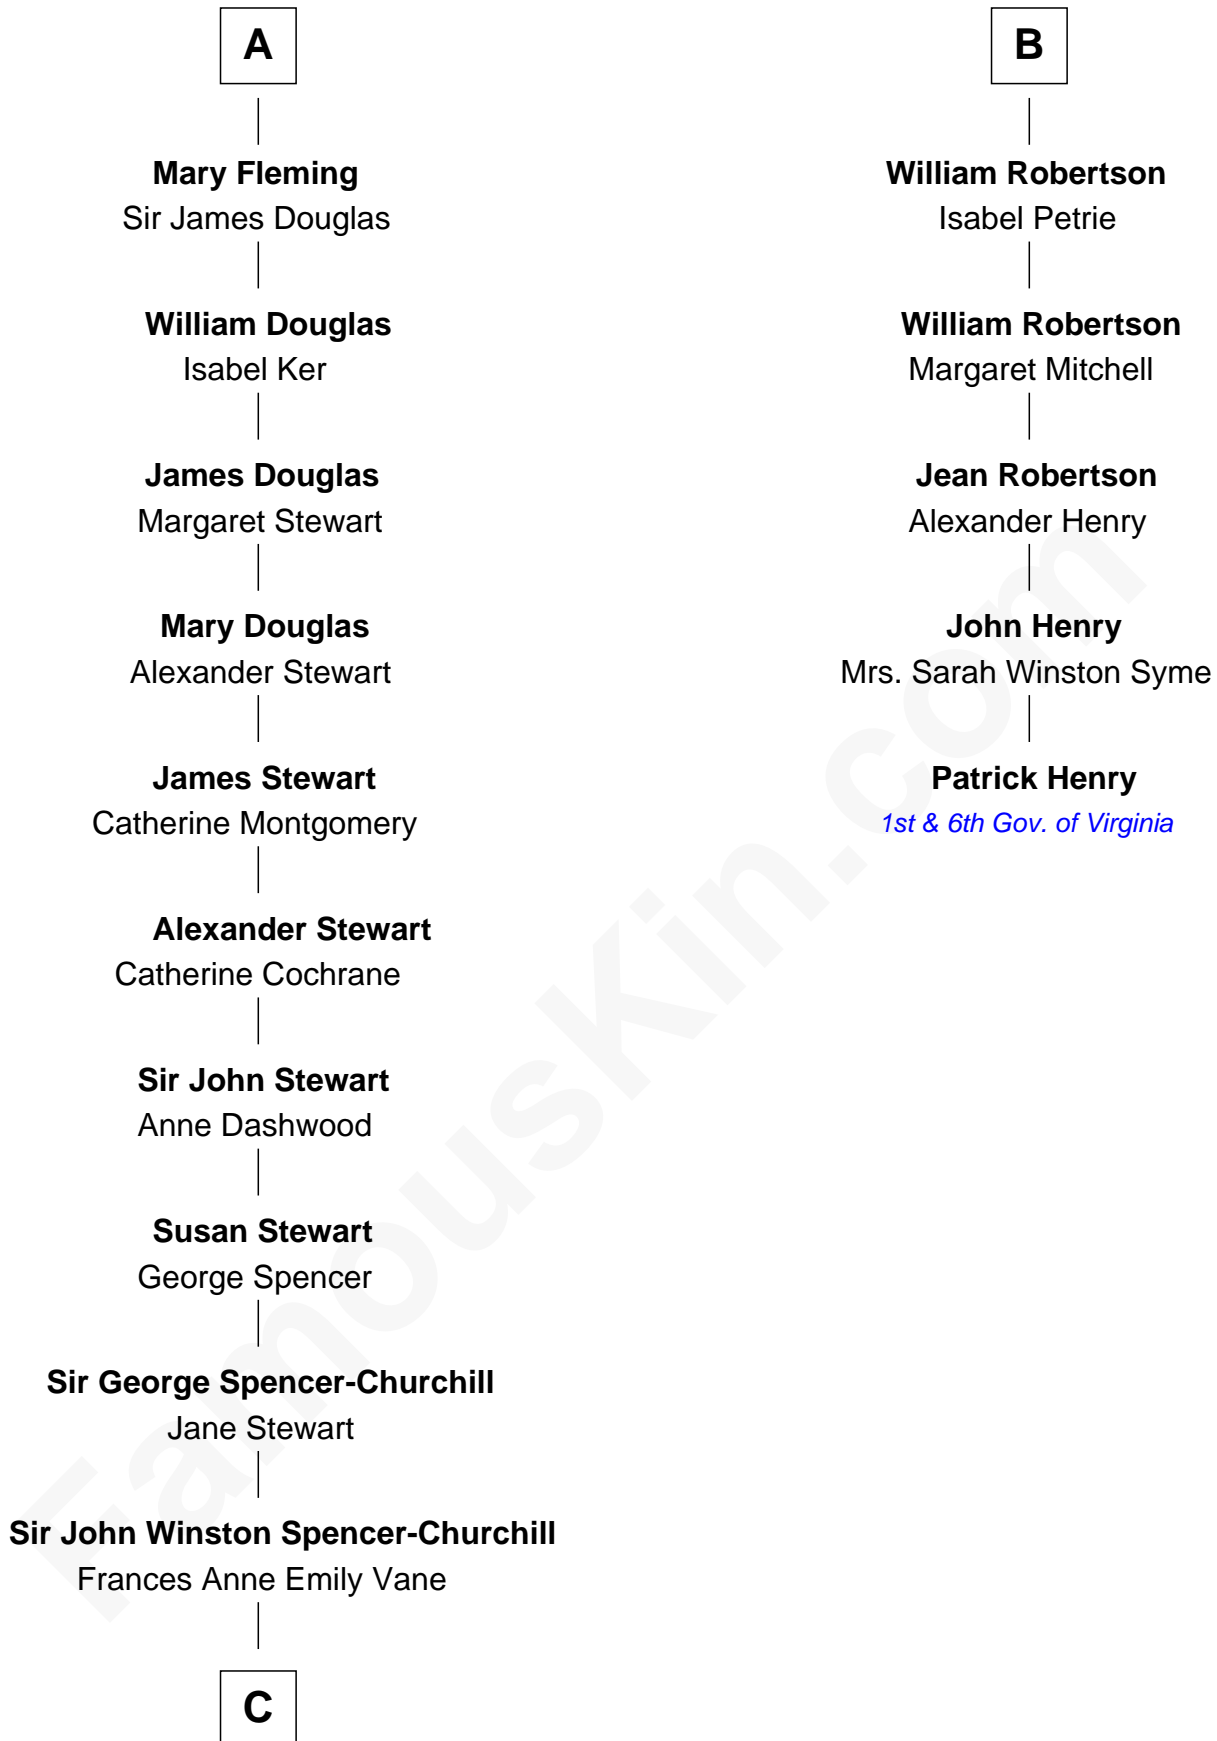 A
Mary Fleming
Sir James Douglas
William Douglas
Isabel Ker
James Douglas
Margaret Stewart
Mary Douglas
Alexander Stewart
James Stewart
Catherine Montgomery
Alexander Stewart
Catherine Cochrane
Sir John Stewart
Anne Dashwood
Susan Stewart
George Spencer
Sir George Spencer-Churchill
Jane Stewart
Sir John Winston Spencer-Churchill
Frances Anne Emily Vane
C
B
William Robertson
Isabel Petrie
William Robertson
Margaret Mitchell
Jean Robertson
Alexander Henry
John Henry
Mrs. Sarah Winston Syme
Patrick Henry
1st & 6th Gov. of Virginia
FamousKin.com